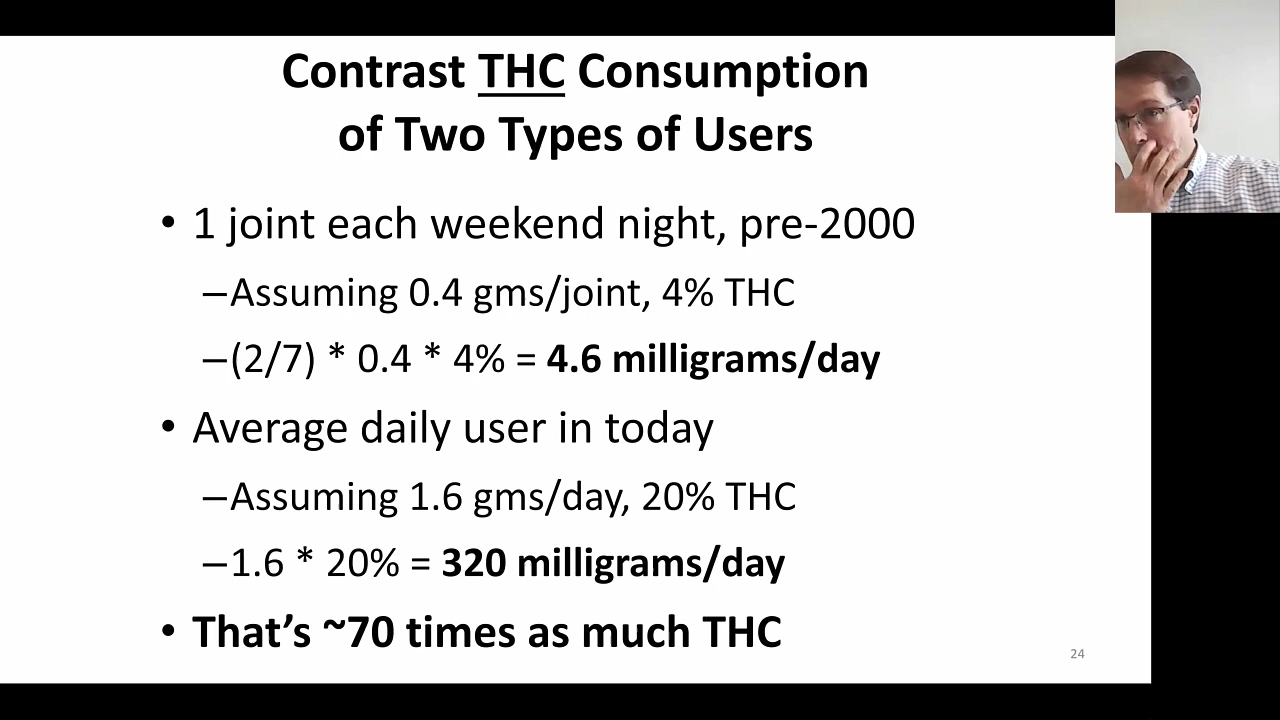 Contrast THC Consumption
of Two Types of Users
• 1 joint each weekend night, pre-2000
–Assuming 0.4 gms/joint, 4% THC
–(2/7) * 0.4 * 4% = 4.6 milligrams/day
• Average daily user in today
–Assuming 1.6 gms/day, 20% THC
–1.6 * 20% = 320 milligrams/day
• That’s ~70 times as much THC
24